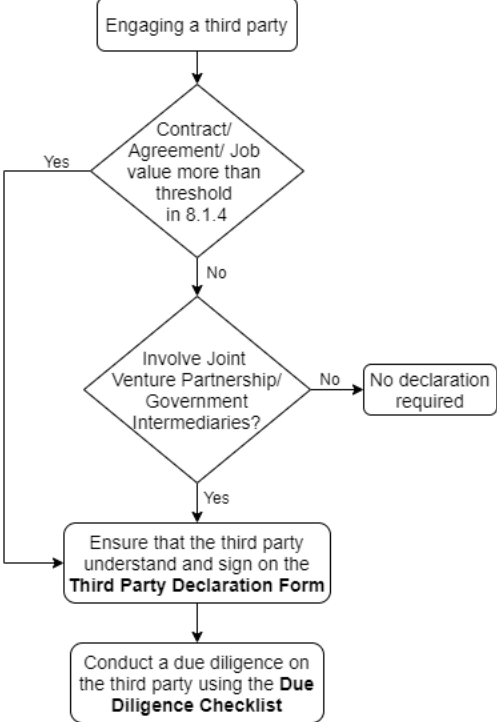 Engaging a third party
Contract/
Agreement/ Job
value more than
threshold
in 8.1.4
Yes
No
Involve Joint
Venture Partnership/
Government
Intermediaries?
No
No declaration
required
Yes
Ensure that the third party
understand and sign on the
Third Party Declaration Form
Conduct a due diligence on
the third party using the Due
Diligence Checklist